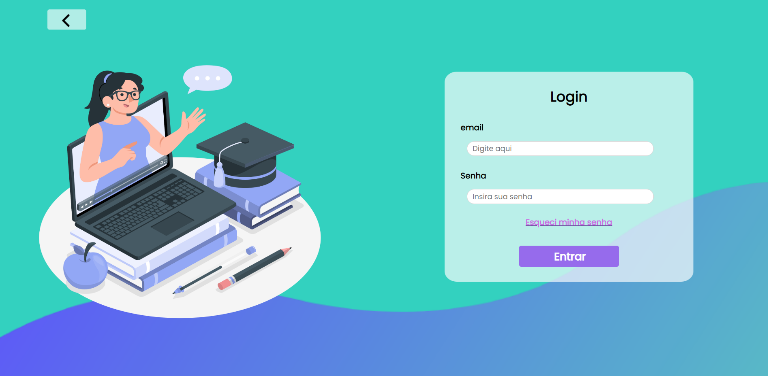 Login
email
Digite aqui
Senha
Insira sua senha
Esqueci minha senha
Entrar